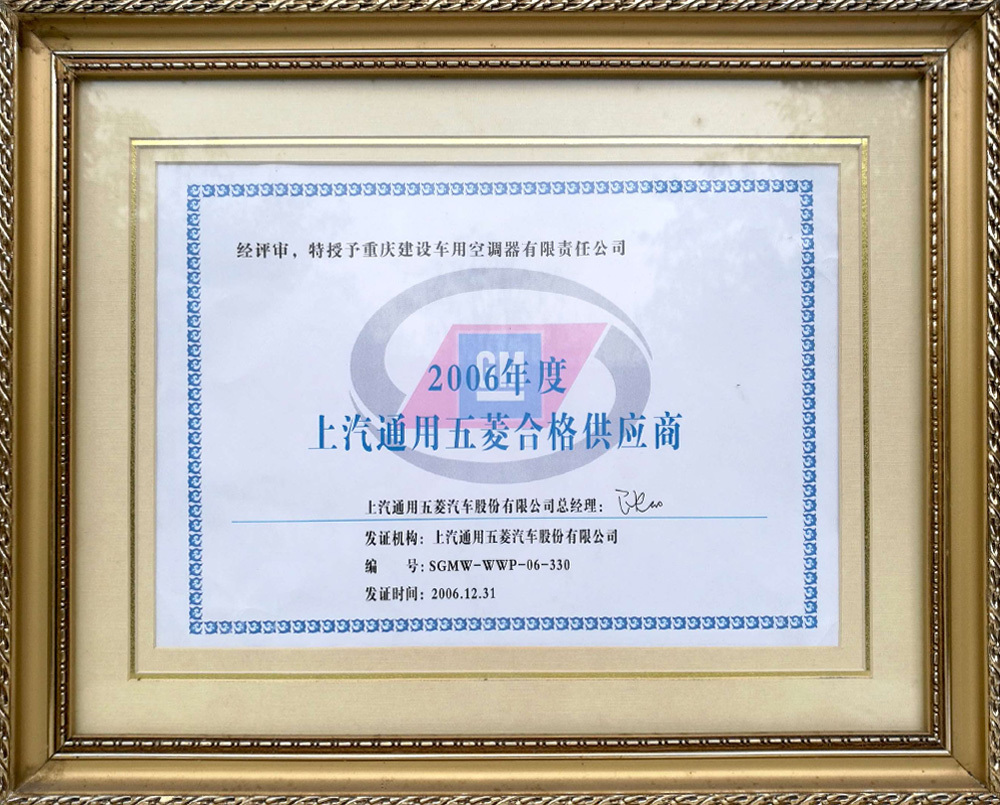 经评审，特授予重庆建设车用空调器有限责任公司
GM
2006年度
上汽通用五菱合格供应商
上汽通用五菱汽车股份有限公司总经理：
发证机构：上汽通用五菱汽车股份有限公司
编　　号：SGMW-WWP-06-330
发证时间：2006.12.31